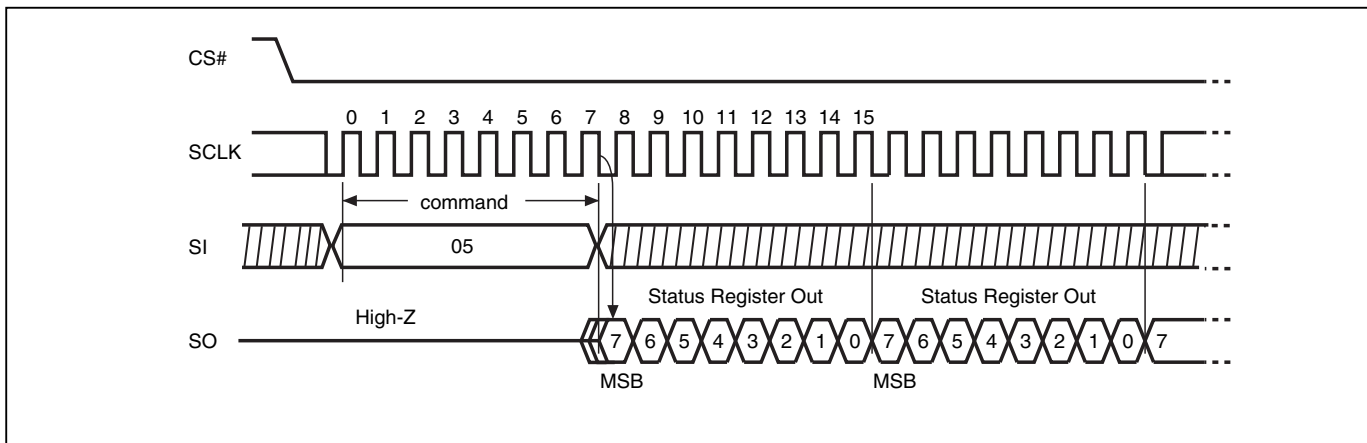 CS#
0 1 2 3 4 5 6 7 8 9 10 11 12 13 14 15
SCLK
command
SI
05
Status Register Out Status Register Out
High-Z
SO
7 6 5 4 3 2 1 0 7 6 5 4 3 2 1 0 7
MSB MSB